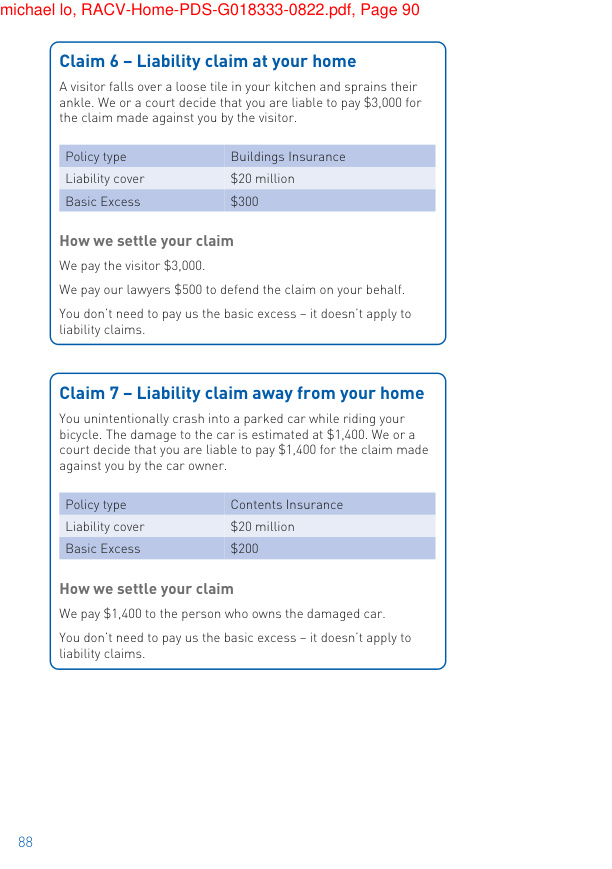 michael lo, RACV-Home-PDS-G018333-0822.pdf, Page 90
Claim 6 – Liability claim at your home
A visitor falls over a loose tile in your kitchen and sprains their
ankle. We or a court decide that you are liable to pay $3,000 for
the claim made against you by the visitor.
Policy type Buildings Insurance
Liability cover $20 million
Basic Excess $300
How we settle your claim
We pay the visitor $3,000.
We pay our lawyers $500 to defend the claim on your behalf.
You don't need to pay us the basic excess – it doesn't apply to
liability claims.
Claim 7 – Liability claim away from your home
You unintentionally crash into a parked car while riding your
bicycle. The damage to the car is estimated at $1,400. We or a
court decide that you are liable to pay $1,400 for the claim made
against you by the car owner.
Policy type Contents Insurance
Liability cover $20 million
Basic Excess $200
How we settle your claim
We pay $1,400 to the person who owns the damaged car.
You don't need to pay us the basic excess – it doesn't apply to
liability claims.
88